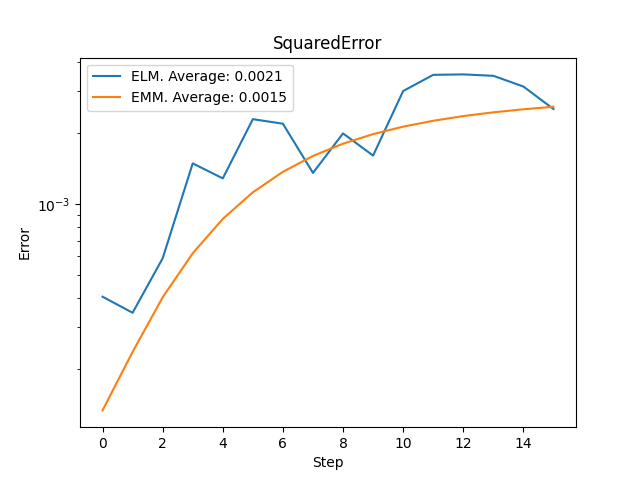 SquaredError
ELM. Average: 0.0021
EMM. Average: 0.0015
10⁻³
Error
0 2 4 6 8 10 12 14
Step